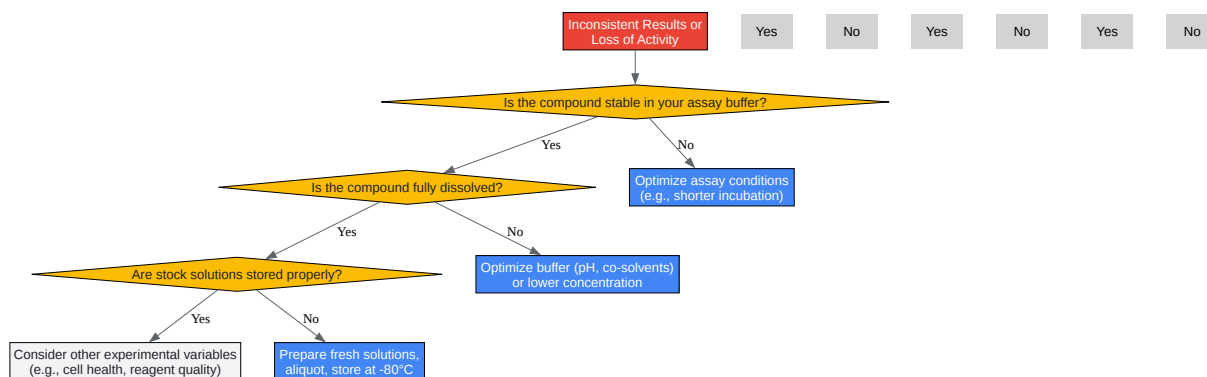 Inconsistent Results or
Loss of Activity
Yes
No
Yes
No
Yes
No
Is the compound stable in your assay buffer?
Yes
No
Is the compound fully dissolved?
Optimize assay conditions
(e.g., shorter incubation)
Yes
No
Are stock solutions stored properly?
Optimize buffer (pH, co-solvents)
or lower concentration
Yes
No
Consider other experimental variables
(e.g., cell health, reagent quality)
Prepare fresh solutions,
aliquot, store at -80°C